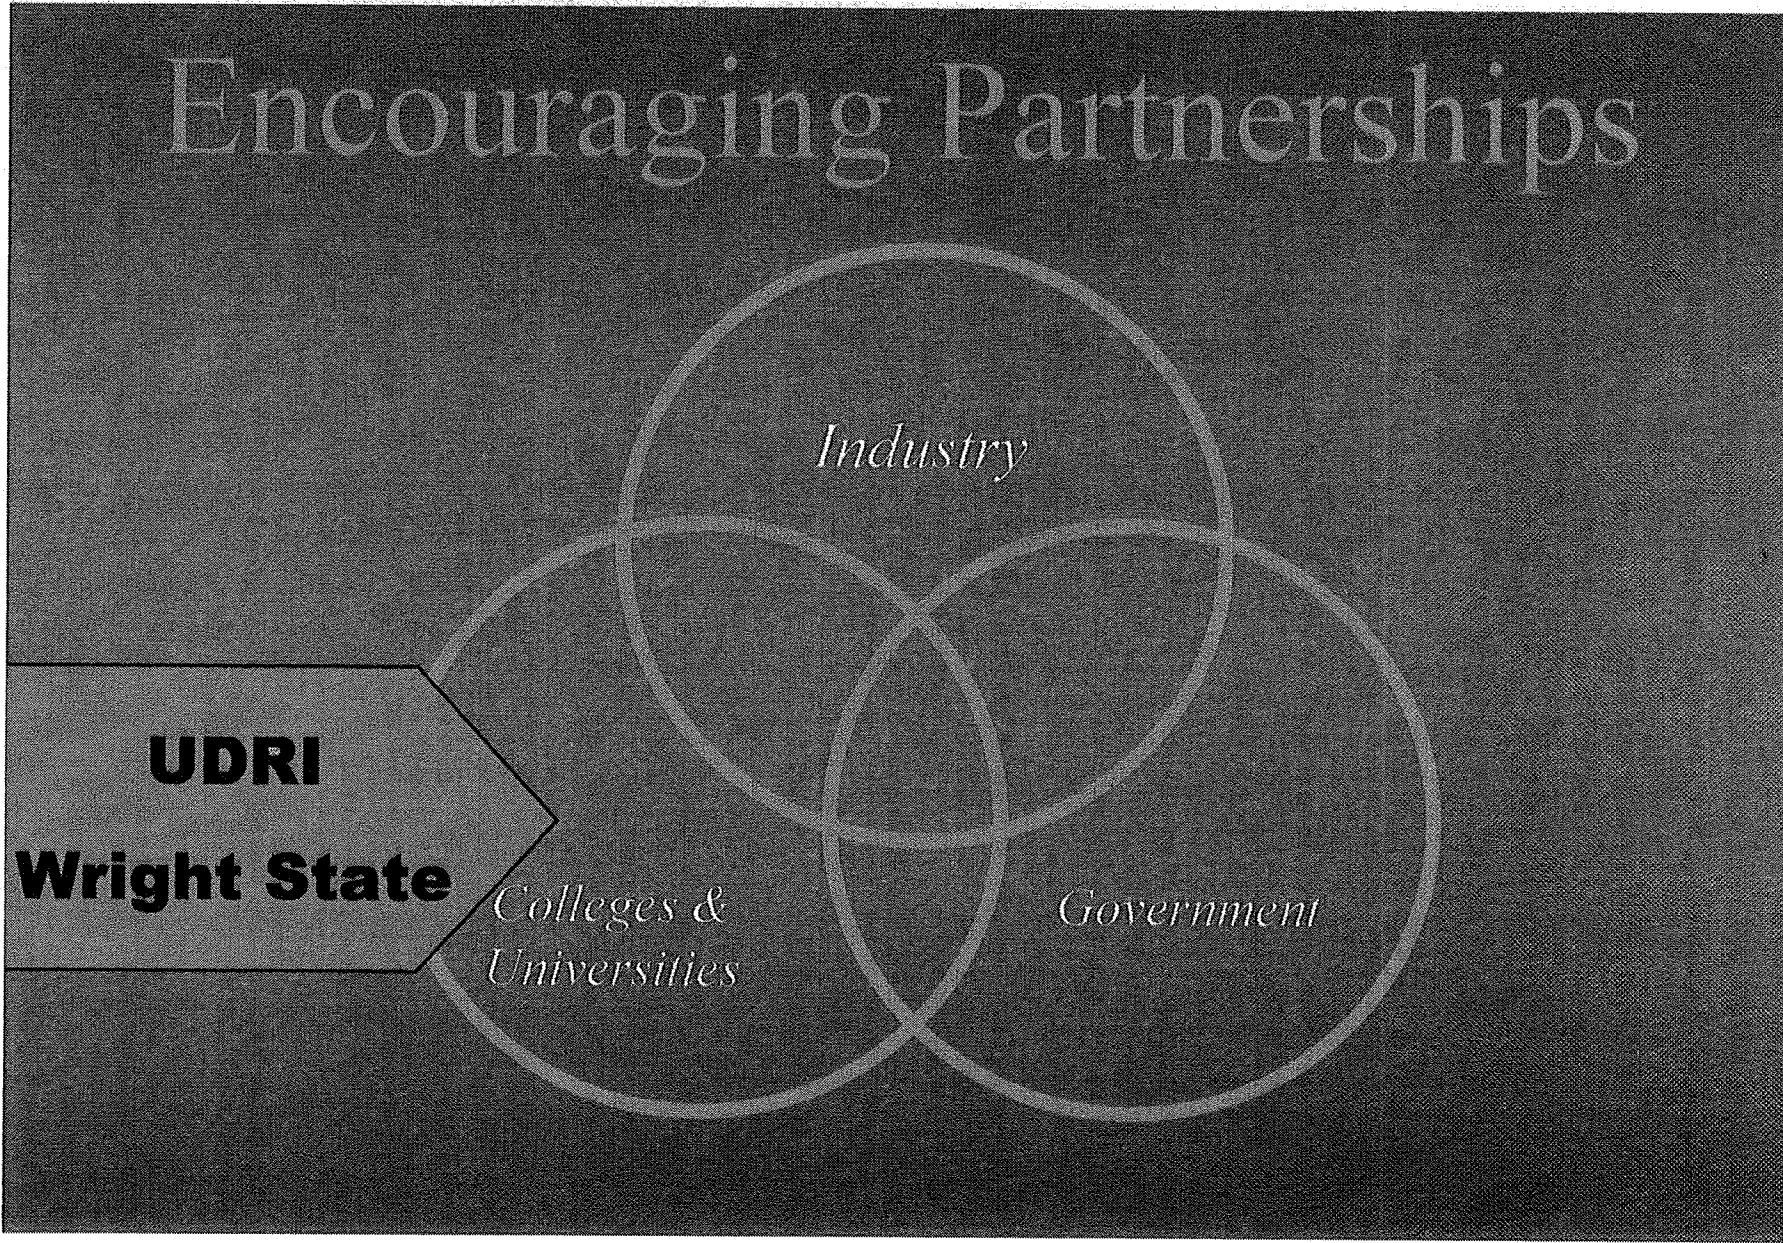 Encouraging Partnerships
Industry
UDRI
Wright State
Colleges &
Universities
Government